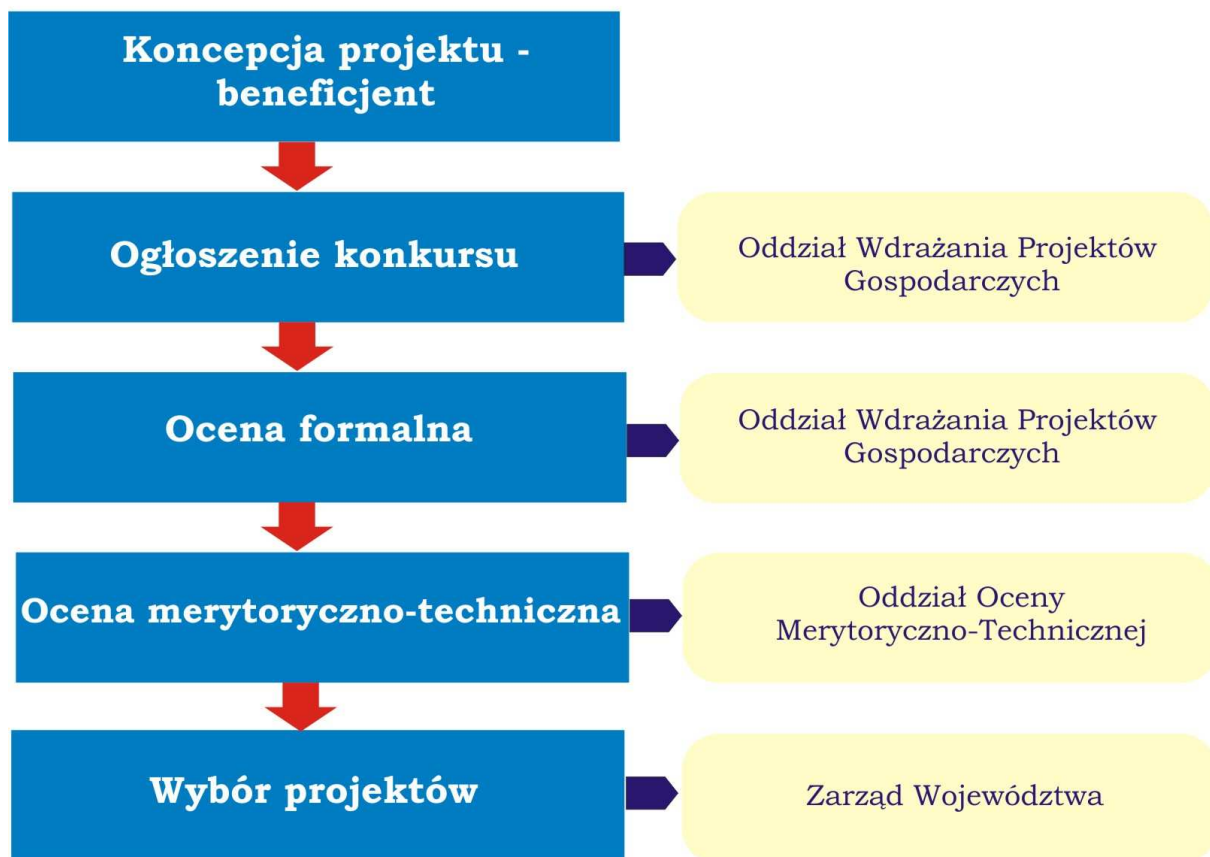 Koncepcja projektu -
beneficjent
Ogłoszenie konkursu
Oddział Wdrażania Projektów
Gospodarczych
Ocena formalna
Oddział Wdrażania Projektów
Gospodarczych
Ocena merytoryczno-techniczna
Oddział Oceny
Merytoryczno-Technicznej
Wybór projektów
Zarząd Województwa